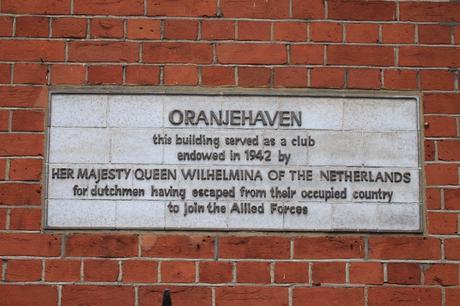 ORANJEHAVEN
this building served as a club
endowed in 1942 by
HER MAJESTY QUEEN WILHELMINA OF THE NETHERLANDS
for dutchmen having escaped from their occupied country
to join the Allied Forces